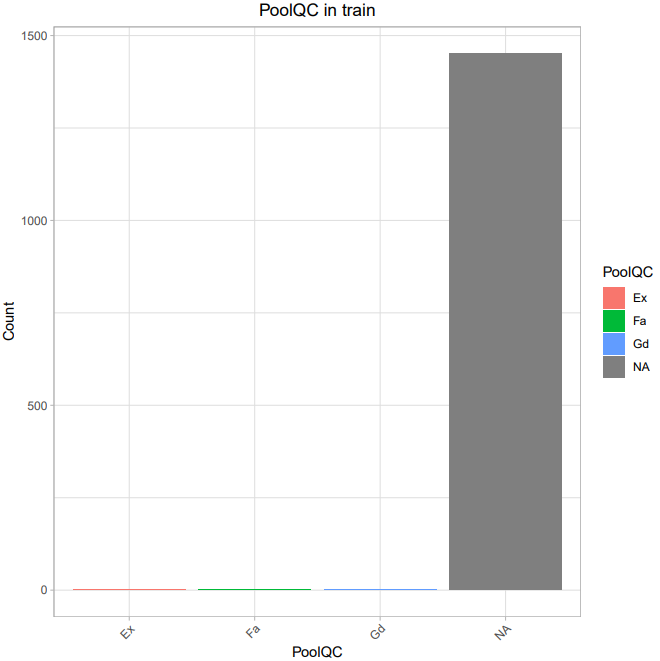 PoolQC in train
Count
1500
1000
500
0
Ex
Fa
Gd
NA
PoolQC
PoolQC
Ex
Fa
Gd
NA